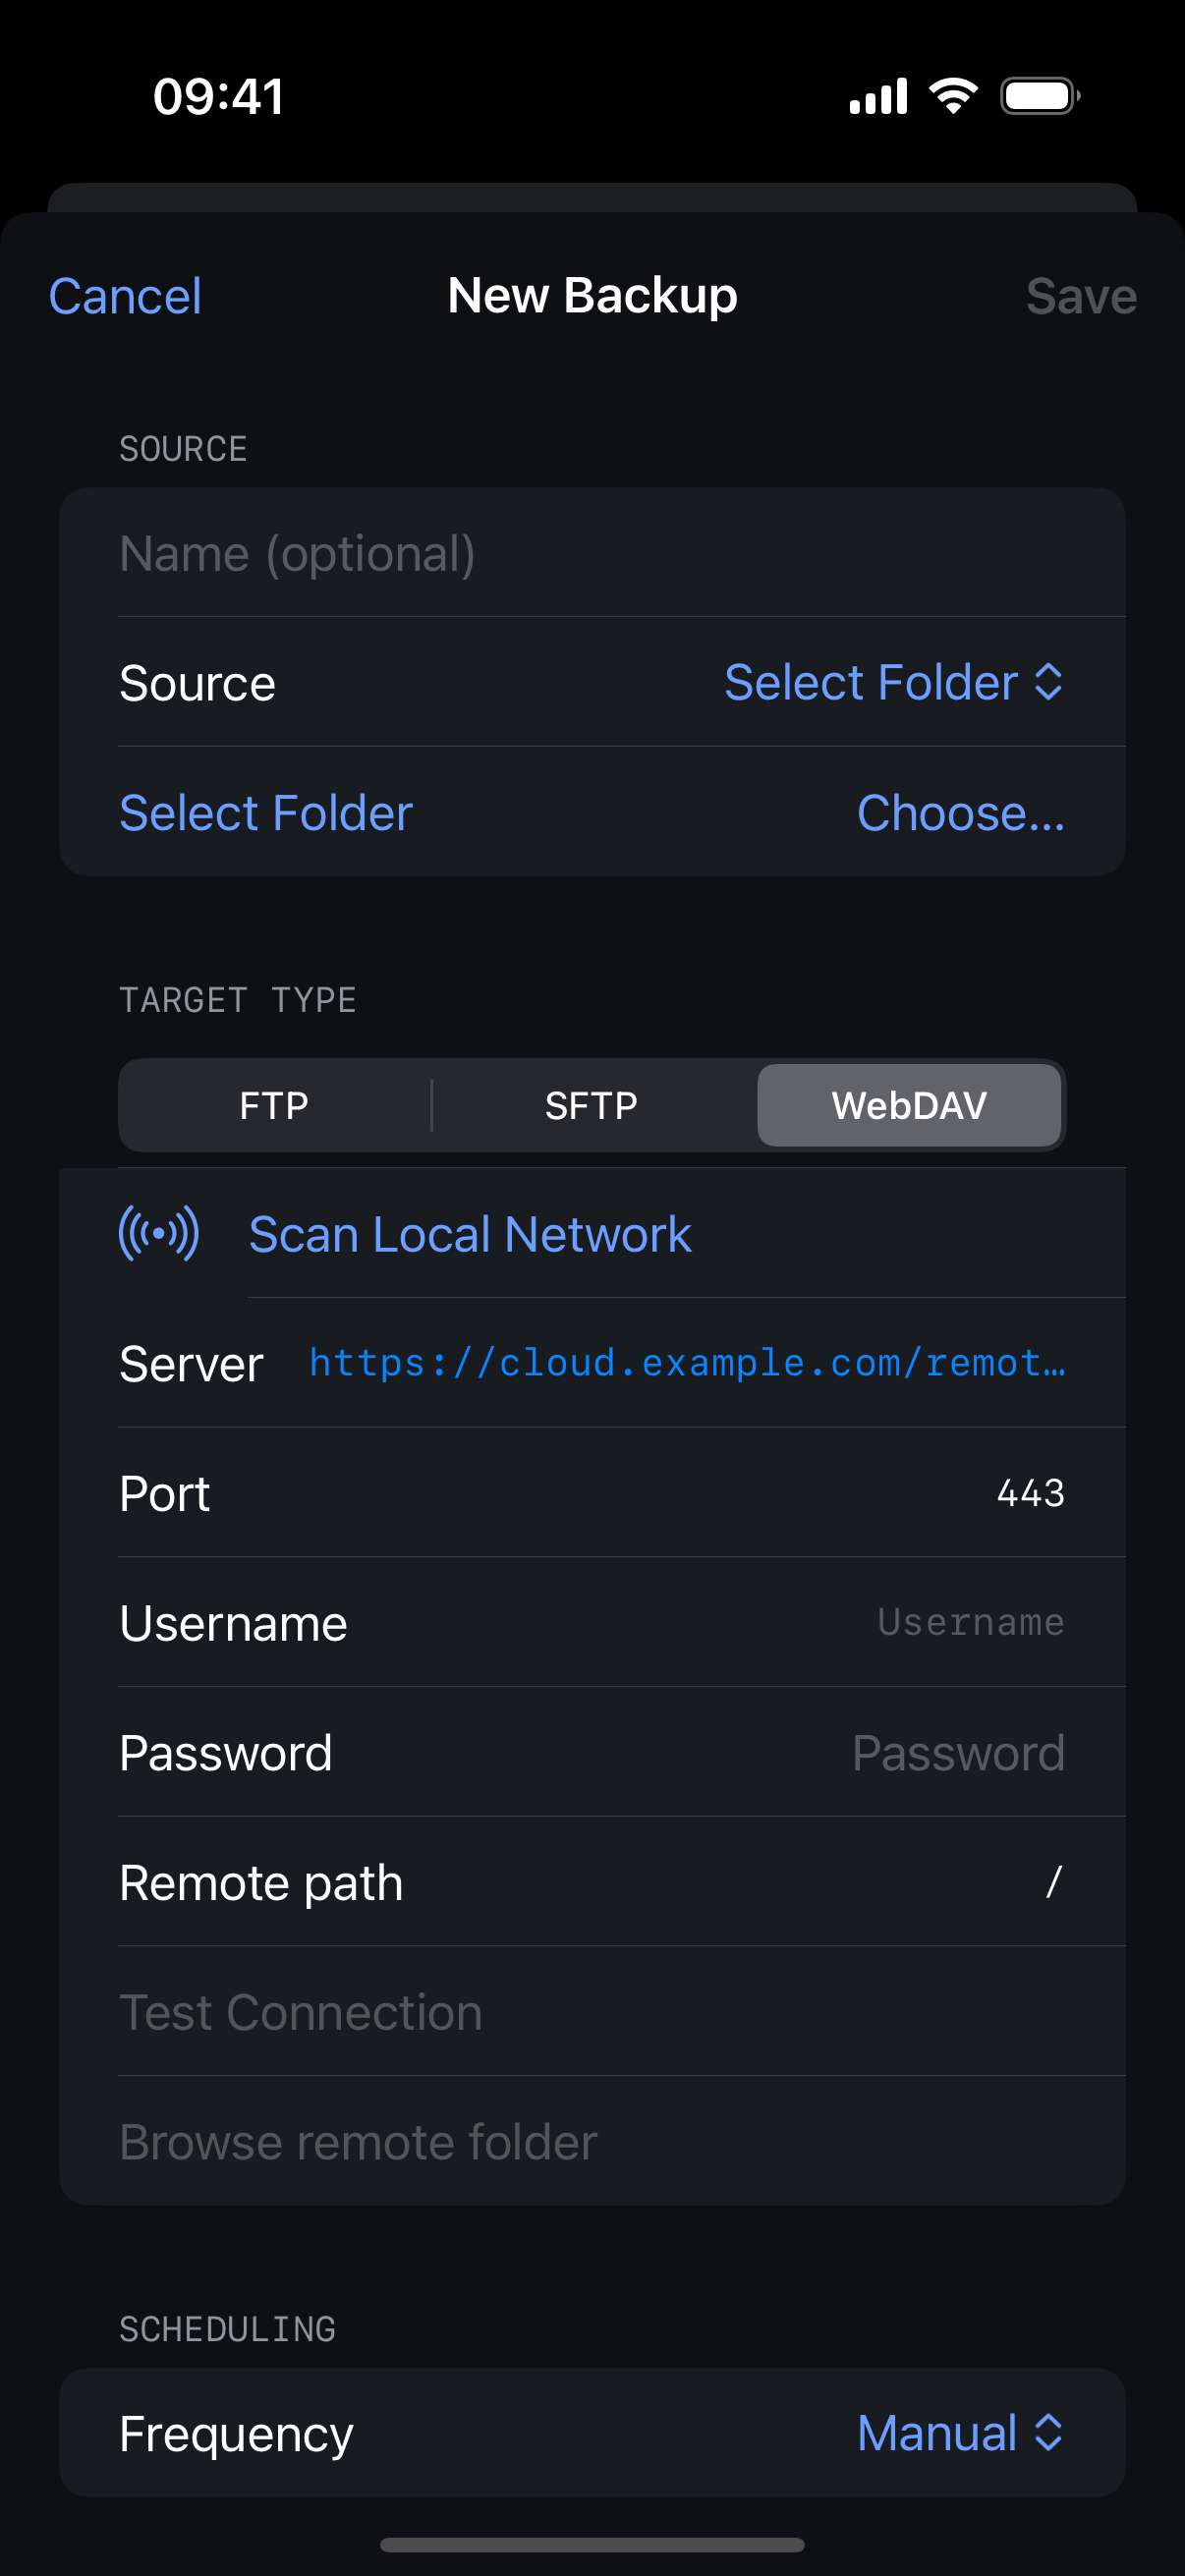 09:41
Cancel New Backup Save
SOURCE
Name (optional)
Source Select Folder
Select Folder Choose...
TARGET TYPE
FTP SFTP WebDAV
Scan Local Network
Server https://cloud.example.com/remot…
Port 443
Username Username
Password Password
Remote path /
Test Connection
Browse remote folder
SCHEDULING
Frequency Manual